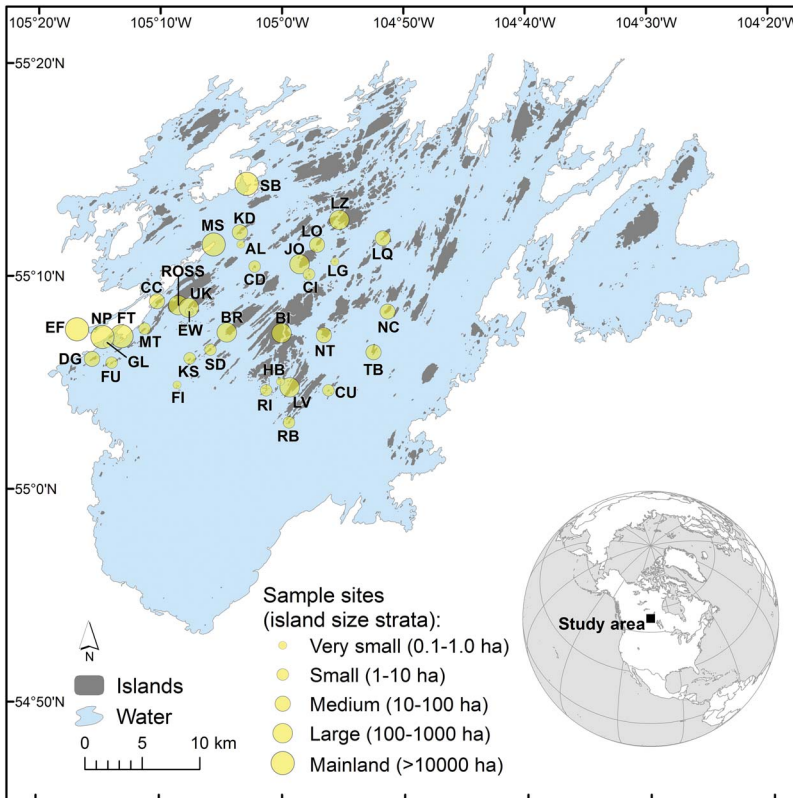 105°20'W 105°10'W 105°0'W 104°50'W 104°40'W 104°30'W 104°20'W
55°20'N
SB
KD LZ
MS LO
AL JO LQ
55°10'N
ROSS CD LG
CC UK CI
EF NP FT EW BR BI NC
MT NT
DG GL SD HB TB
FU KS
FI RI LV CU
RB
55°0'N
Sample sites
(island size strata):
Very small (0.1-1.0 ha)
Small (1-10 ha)
Medium (10-100 ha)
Large (100-1000 ha)
Mainland (>10000 ha)
Study area
N
Islands
Water
54°50'N
0 5 10 km